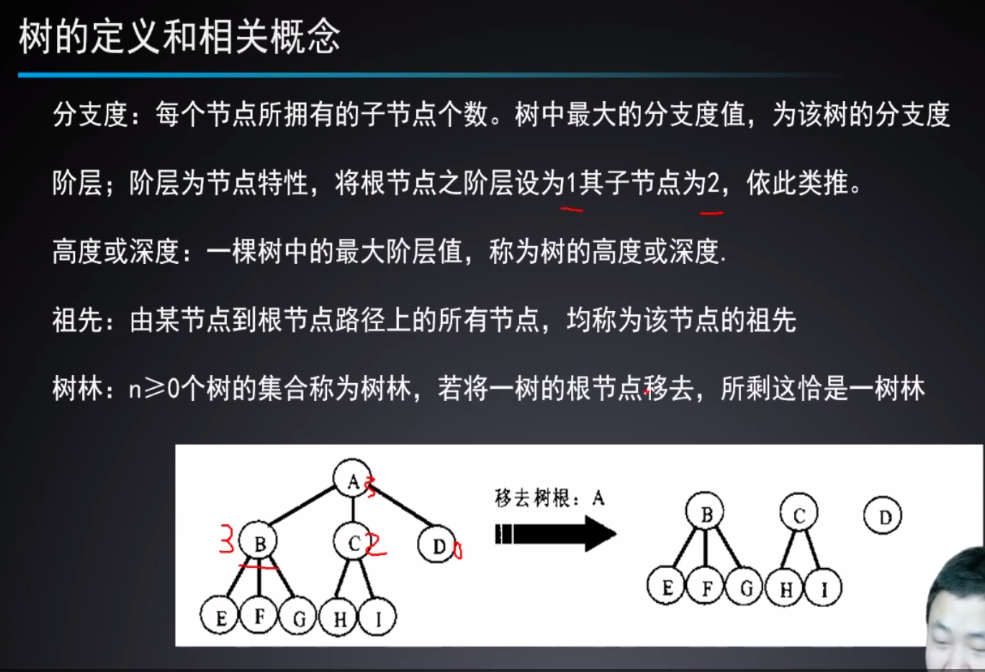 树的定义和相关概念
分支度：每个节点所拥有的子节点个数。树中最大的分支度值，为该树的分支度
阶层；阶层为节点特性，将根节点之阶层设为1其子节点为2，依此类推。
高度或深度：一棵树中的最大阶层值，称为树的高度或深度.
祖先：由某节点到根节点路径上的所有节点，均称为该节点的祖先
树林：n≥0个树的集合称为树林，若将一树的根节点移去，所剩这恰是一树林
A 3
移去树根：A
3 B C 2 D 0
B C D
E F G H I
E F G H I